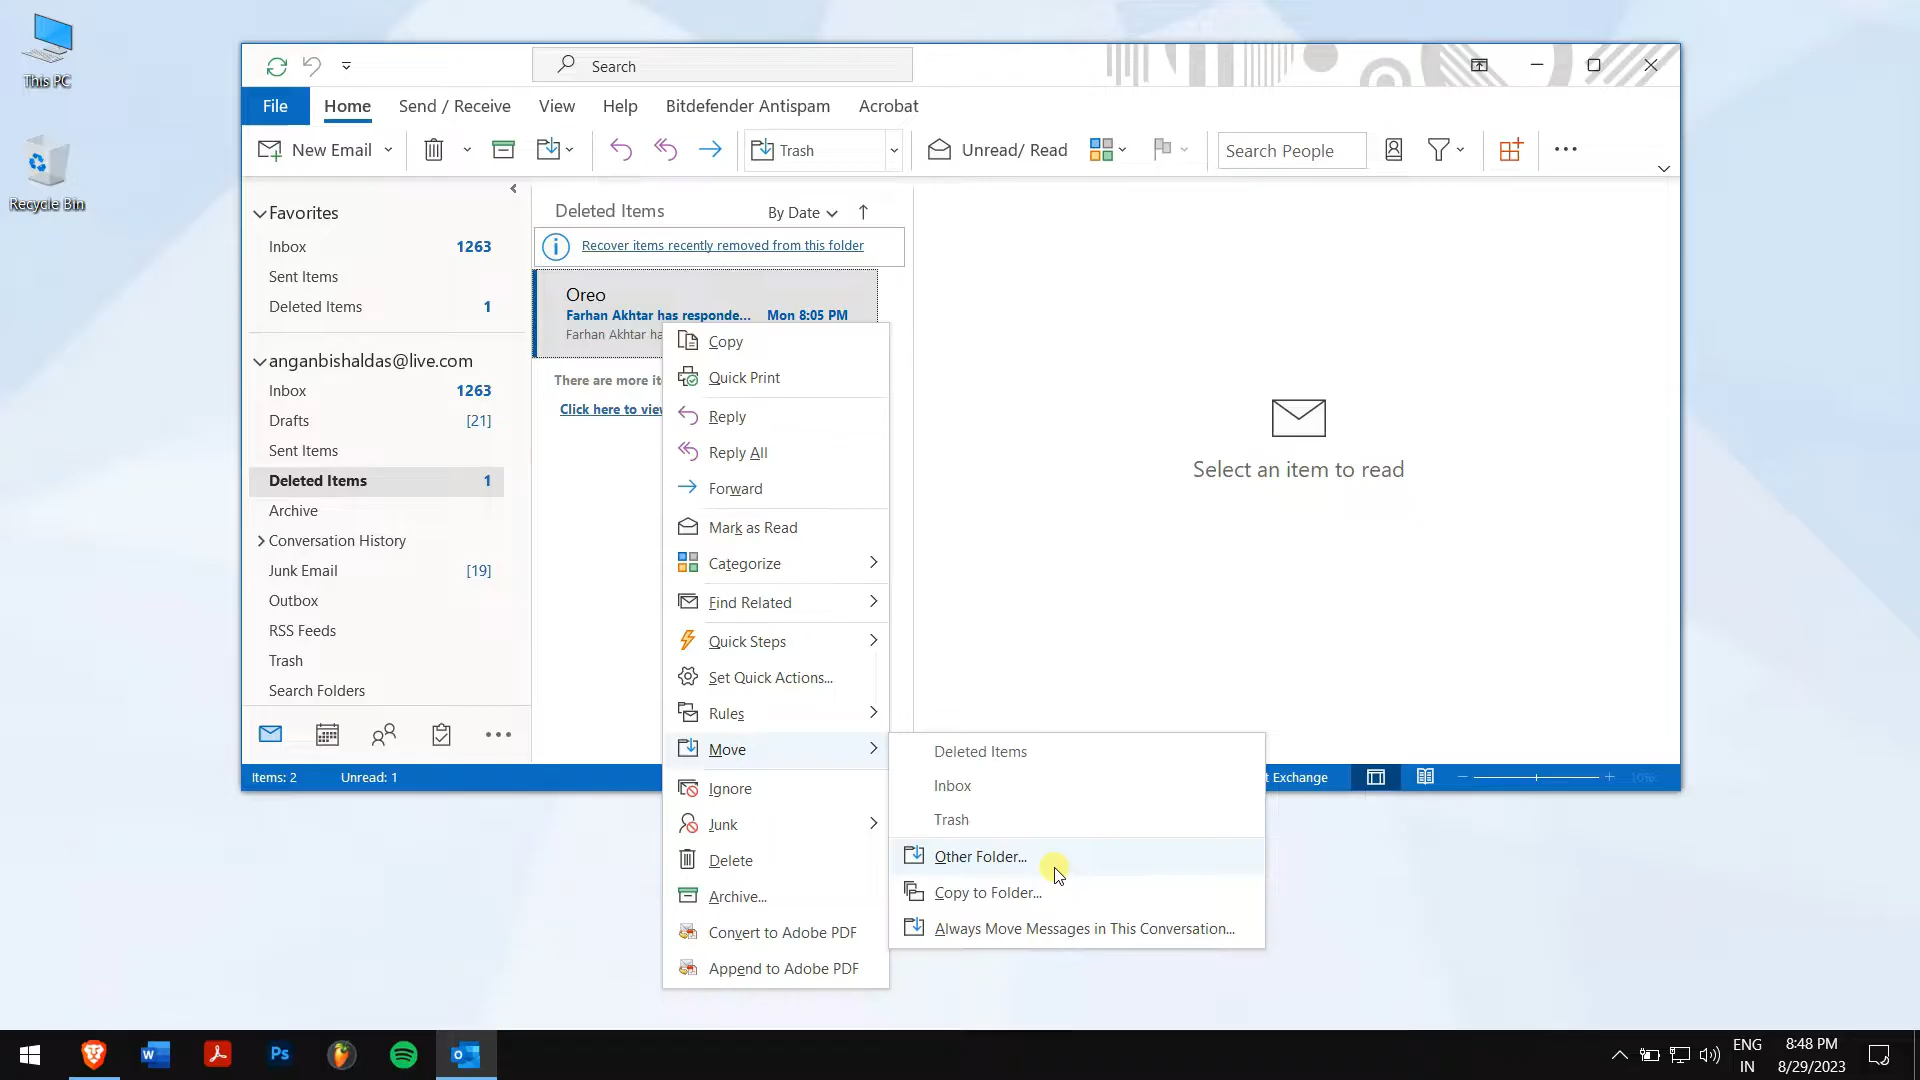 This PC
Recycle Bin
Search
File
Home
Send / Receive
View
Help
Bitdefender Antispam
Acrobat
New Email
Trash
Unread/ Read
Search People
Favorites
Inbox 1263
Sent Items
Deleted Items 1
anganbishaldas@live.com
Inbox 1263
Drafts [21]
Sent Items
Deleted Items 1
Archive
Conversation History
Junk Email [19]
Outbox
RSS Feeds
Trash
Search Folders
Items: 2 Unread: 1
Deleted Items By Date
Recover items recently removed from this folder
Oreo
Farhan Akhtar has responde... Mon 8:05 PM
Farhan Akhtar ha
There are more it
Click here to view
Copy
Quick Print
Reply
Reply All
Forward
Mark as Read
Categorize
Find Related
Quick Steps
Set Quick Actions...
Rules
Move
Ignore
Junk
Delete
Archive...
Convert to Adobe PDF
Append to Adobe PDF
Deleted Items
Inbox
Trash
Other Folder...
Copy to Folder...
Always Move Messages in This Conversation...
Select an item to read
t Exchange
W
Ps
ENG
IN
8:48 PM
8/29/2023